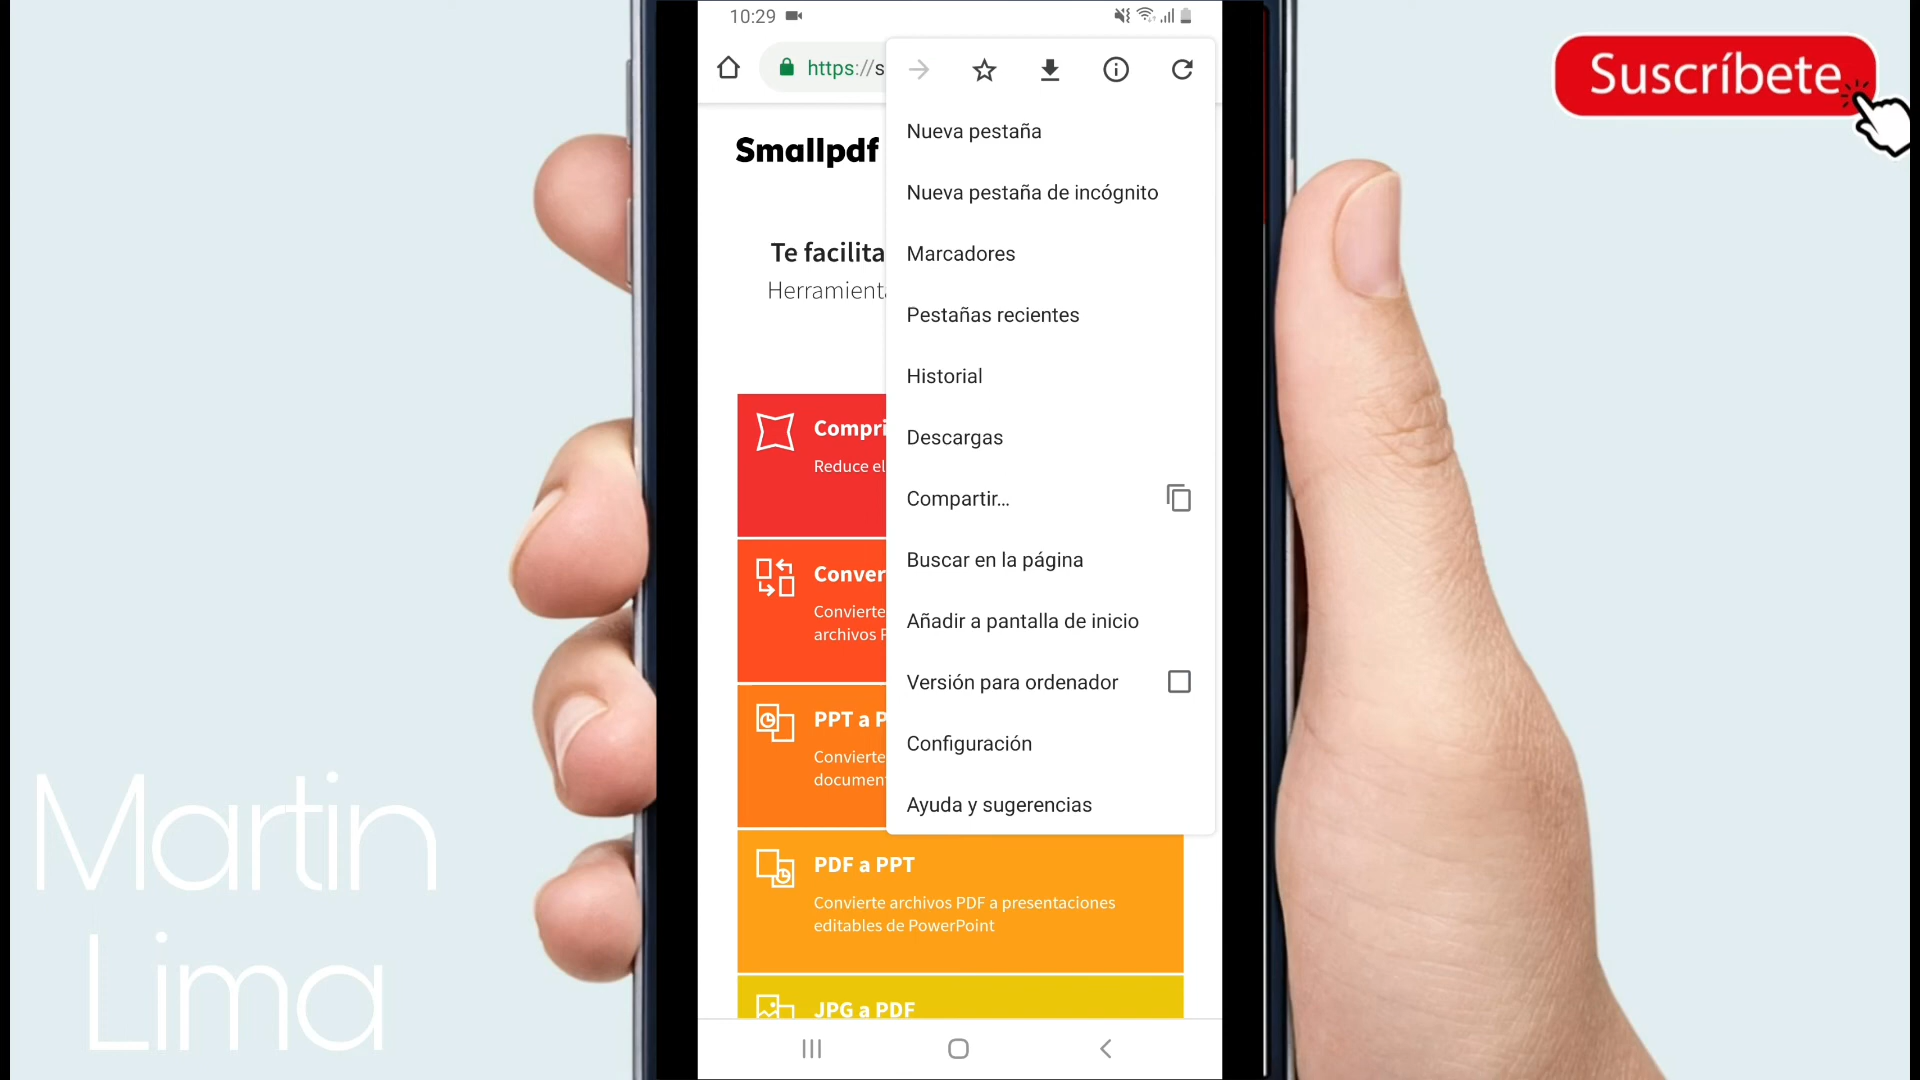 10:29
https://s
Suscríbete
Smallpdf
Te facilita
Herramienta
Nueva pestaña
Nueva pestaña de incógnito
Marcadores
Pestañas recientes
Historial
Descargas
Compartir...
Buscar en la página
Añadir a pantalla de inicio
Versión para ordenador
Configuración
Ayuda y sugerencias
Compri
Reduce el
Conver
Convierte
archivos P
PPT a P
Convierte
documen
PDF a PPT
Convierte archivos PDF a presentaciones
editables de PowerPoint
JPG a PDF
Martin
Lima